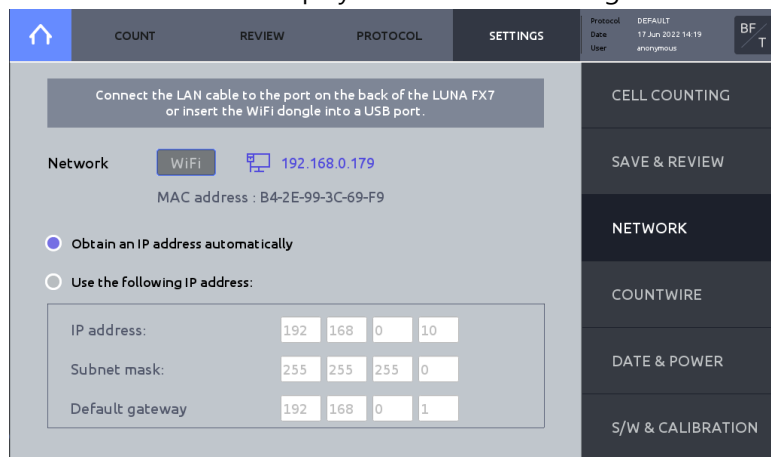 COUNT
REVIEW
PROTOCOL
SETTINGS
Protocol DEFAULT
Date 17 Jun 2022 14:19
User anonymous
BF/T
Connect the LAN cable to the port on the back of the LUNA FX7
or insert the WiFi dongle into a USB port.
Network WiFi 192.168.0.179
MAC address : B4-2E-99-3C-69-F9
Obtain an IP address automatically
Use the following IP address:
IP address: 192 168 0 10
Subnet mask: 255 255 255 0
Default gateway 192 168 0 1
CELL COUNTING
SAVE & REVIEW
NETWORK
COUNTWIRE
DATE & POWER
S/W & CALIBRATION